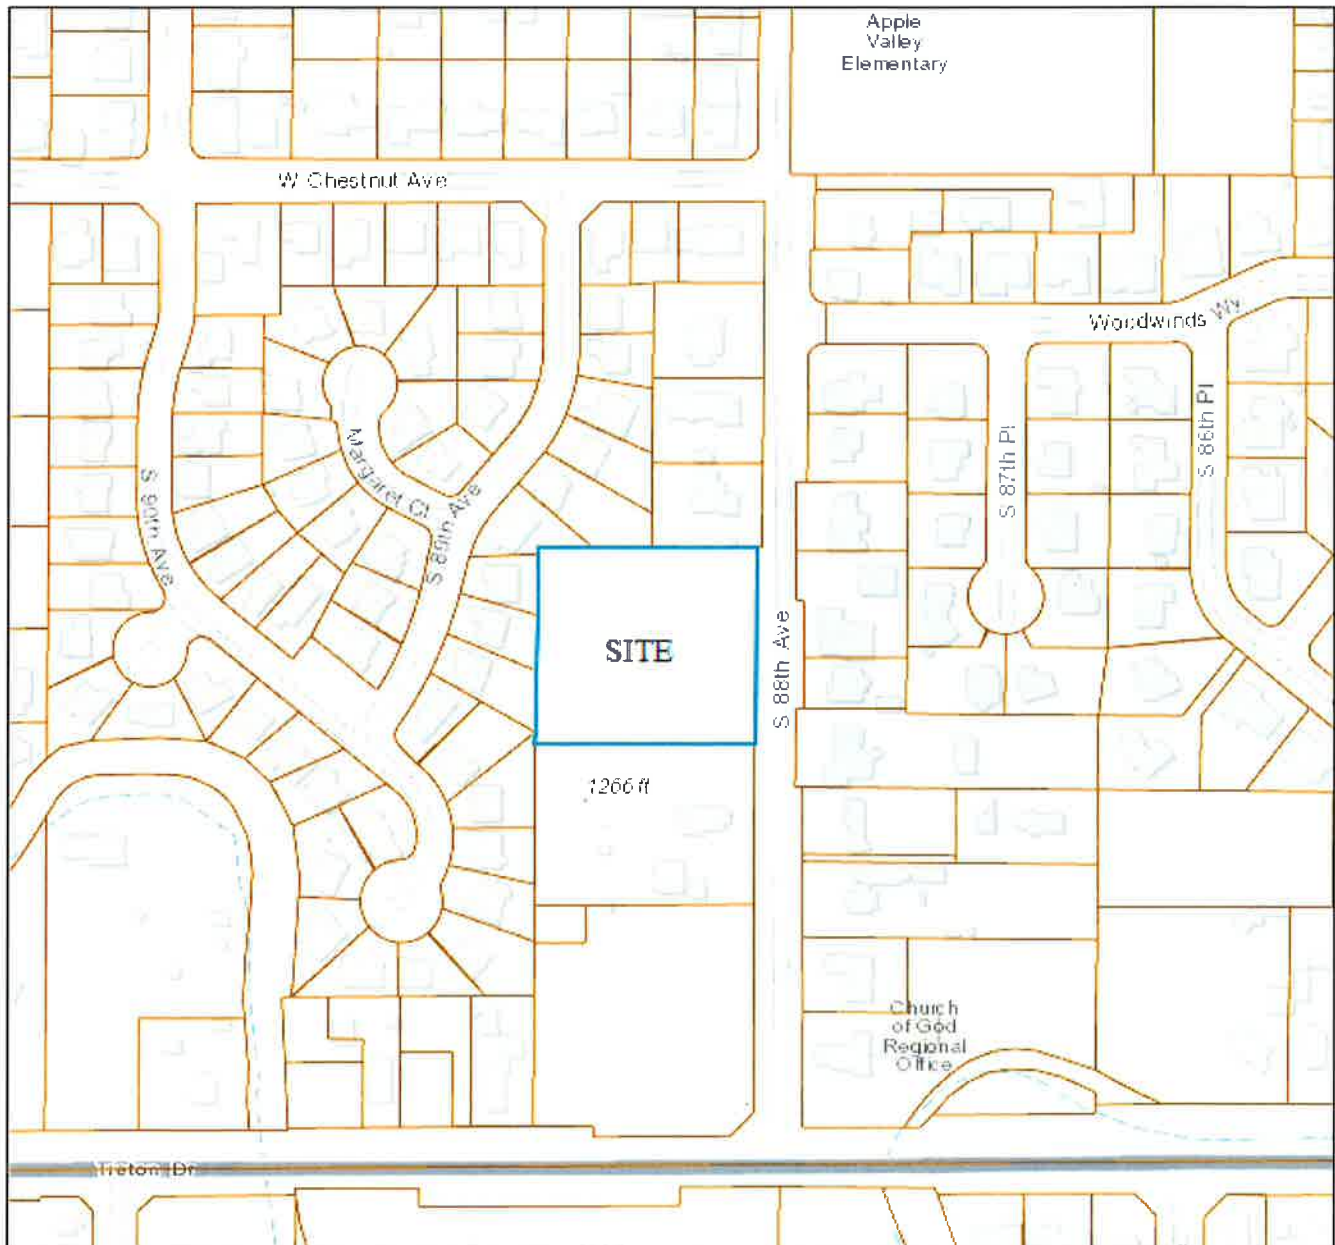 Apple
Valley
Elementary
W Chestnut Ave
Woodwinds Wy
Margaret Ct
S 90th Ave
S 89th Ave
S 87th Pl
S 86th Pl
SITE
S 88th Ave
1266 ft
Church
of God
Regional
Office
Tieton Dr